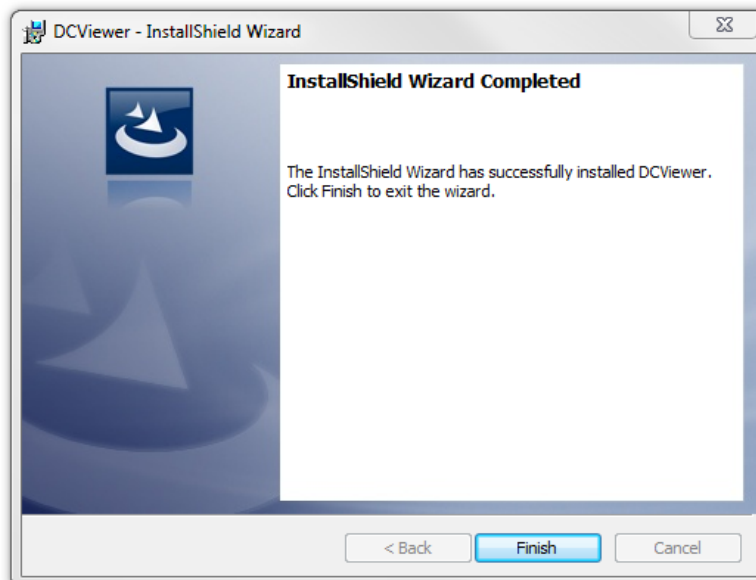 DCViewer - InstallShield Wizard
InstallShield Wizard Completed
The InstallShield Wizard has successfully installed DCViewer.
Click Finish to exit the wizard.
< Back
Finish
Cancel